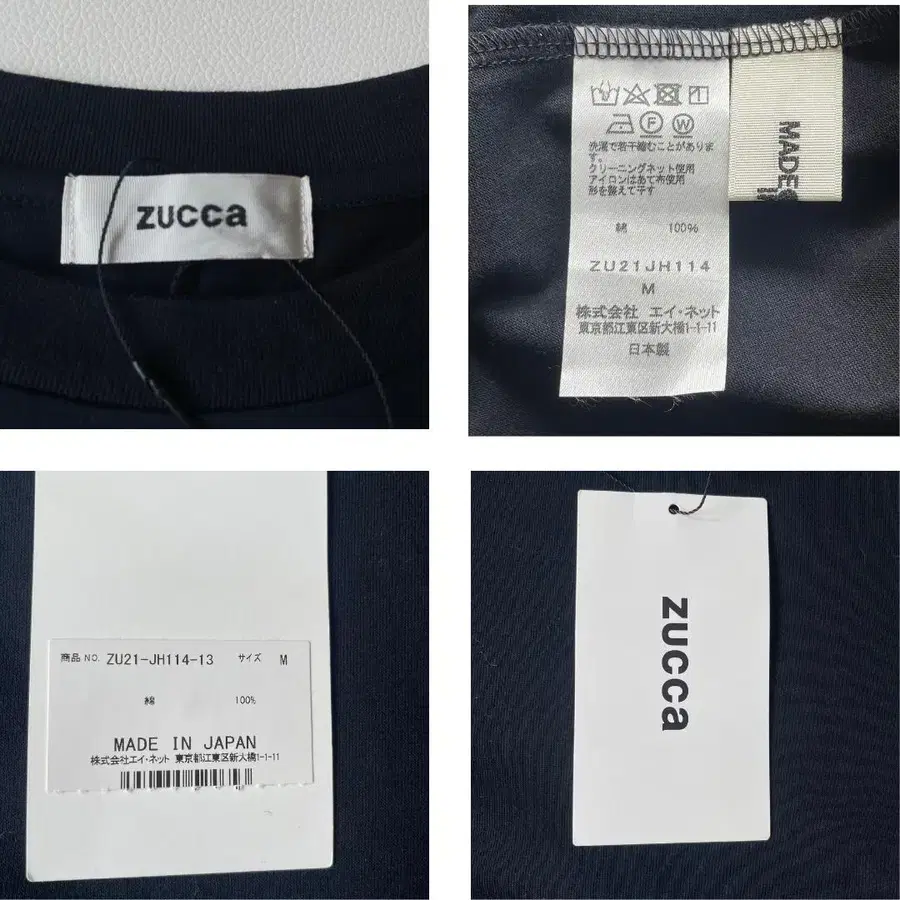 zucca
MADE
洗濯で若干縮むことがありま
す。
クリーニングネット使用
アイロンはあて布使用
形を整えて干す
綿 100%
ZU21JH114
M
株式会社 エイ・ネット
東京都江東区新大橋1-1-11
日本製
商品NO. ZU21-JH114-13 サイズ M
綿 100%
MADE IN JAPAN
株式会社エイ・ネット 東京都江東区新大橋1-1-11
zucca